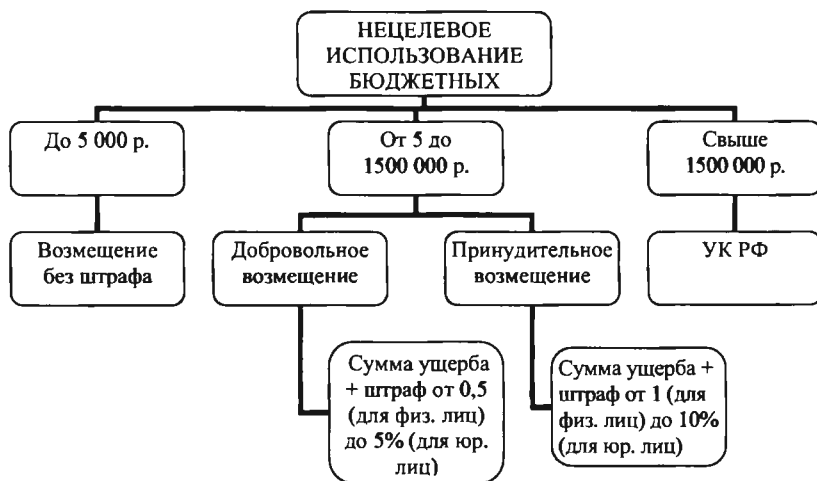 НЕЦЕЛЕВОЕ
ИСПОЛЬЗОВАНИЕ
БЮДЖЕТНЫХ
До 5 000 р.
От 5 до
1500 000 р.
Свыше
1500 000 р.
Возмещение
без штрафа
Добровольное
возмещение
Принудительное
возмещение
УК РФ
Сумма ущерба
+ штраф от 0,5
(для физ. лиц)
до 5% (для юр.
лиц)
Сумма ущерба +
штраф от 1 (для
физ. лиц) до 10%
(для юр. лиц)